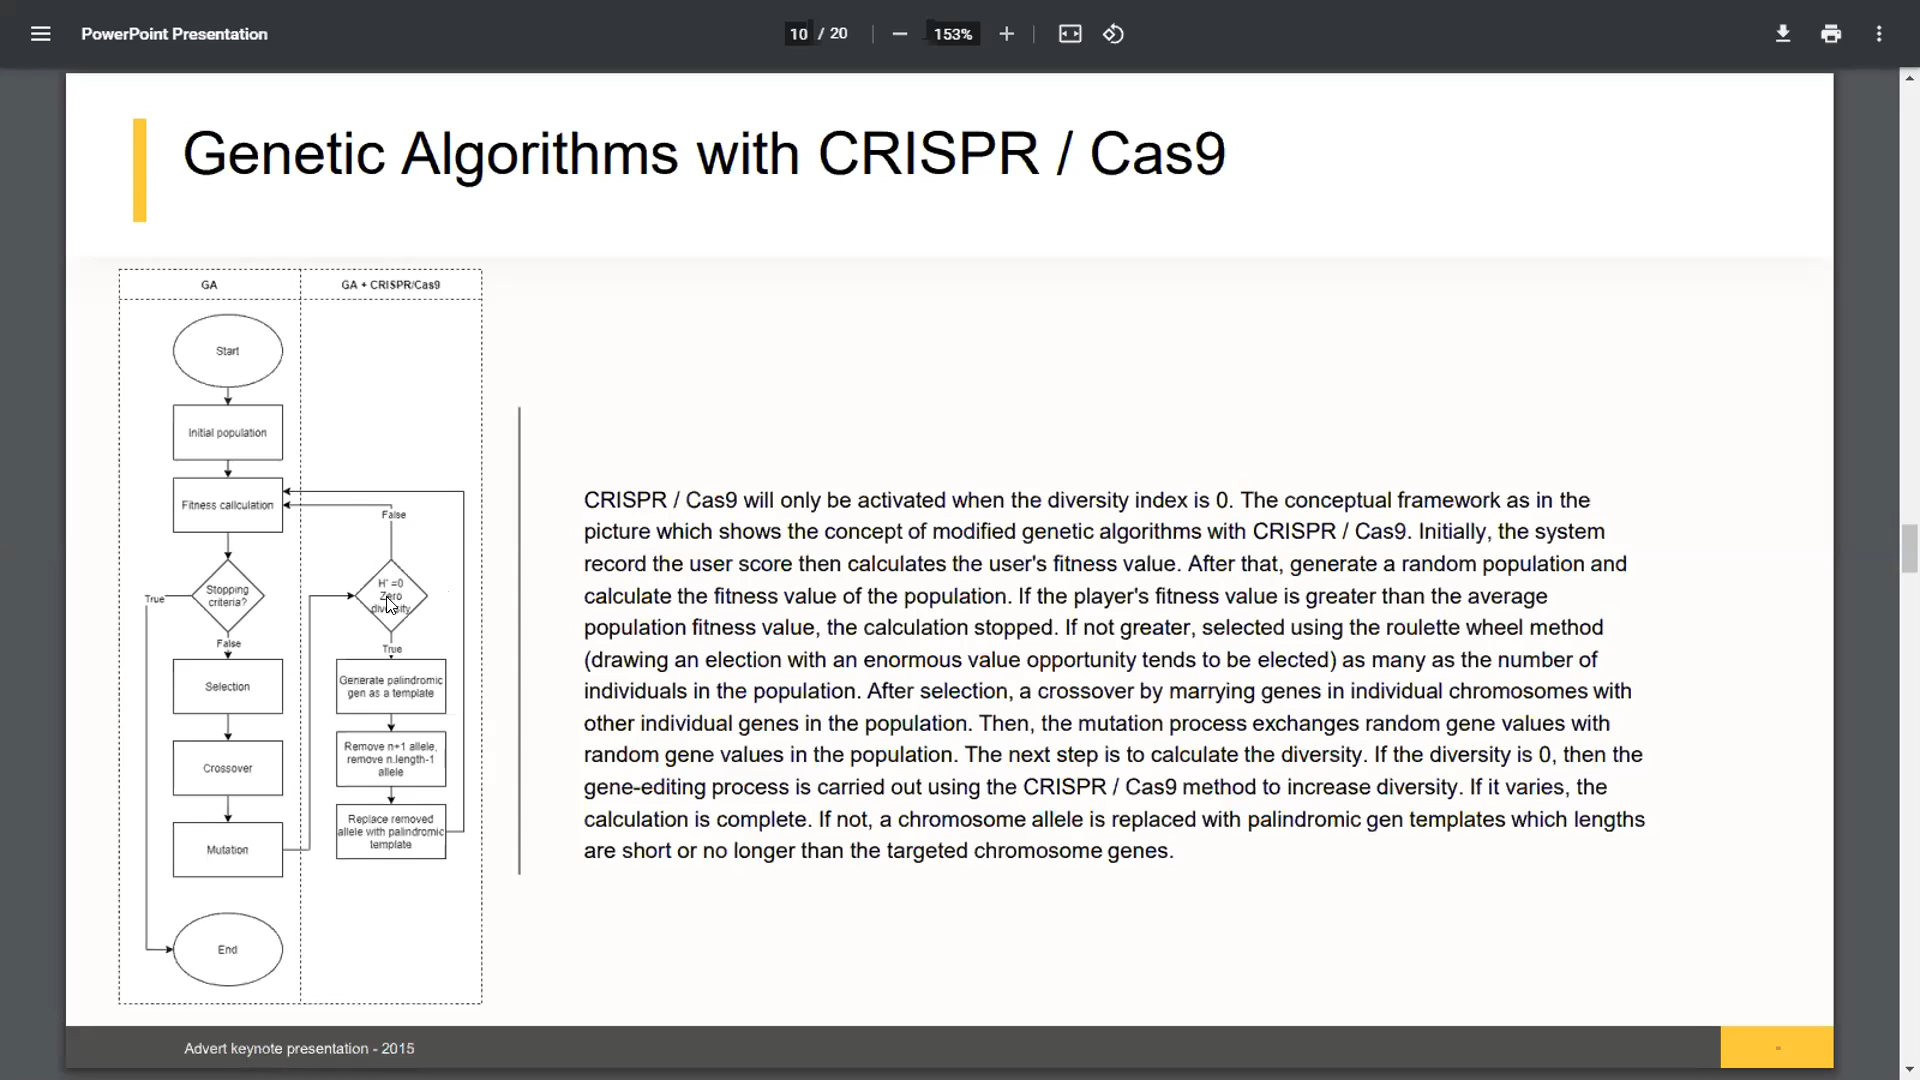 PowerPoint Presentation
10 / 20
153%
Genetic Algorithms with CRISPR / Cas9
GA
GA + CRISPR/Cas9
Start
Initial population
Fitness callculation
False
Stopping
criteria?
True
False
H' =0
Zero
diversity
True
Selection
Generate palindromic
gen as a template
Crossover
Remove n+1 allele,
remove n.length-1
allele
Mutation
Replace removed
allele with palindromic
template
End
CRISPR / Cas9 will only be activated when the diversity index is 0. The conceptual framework as in the
picture which shows the concept of modified genetic algorithms with CRISPR / Cas9. Initially, the system
record the user score then calculates the user's fitness value. After that, generate a random population and
calculate the fitness value of the population. If the player's fitness value is greater than the average
population fitness value, the calculation stopped. If not greater, selected using the roulette wheel method
(drawing an election with an enormous value opportunity tends to be elected) as many as the number of
individuals in the population. After selection, a crossover by marrying genes in individual chromosomes with
other individual genes in the population. Then, the mutation process exchanges random gene values with
random gene values in the population. The next step is to calculate the diversity. If the diversity is 0, then the
gene-editing process is carried out using the CRISPR / Cas9 method to increase diversity. If it varies, the
calculation is complete. If not, a chromosome allele is replaced with palindromic gen templates which lengths
are short or no longer than the targeted chromosome genes.
Advert keynote presentation - 2015